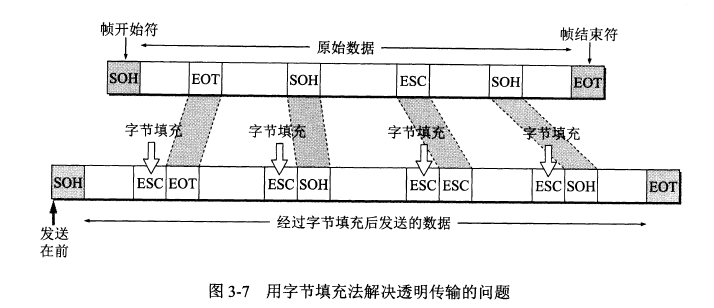 帧开始符
原始数据
帧结束符
SOH EOT SOH ESC SOH EOT
字节填充 字节填充 字节填充 字节填充
SOH ESC EOT ESC SOH ESC ESC ESC SOH EOT
经过字节填充后发送的数据
发送
在前
图 3-7 用字节填充法解决透明传输的问题